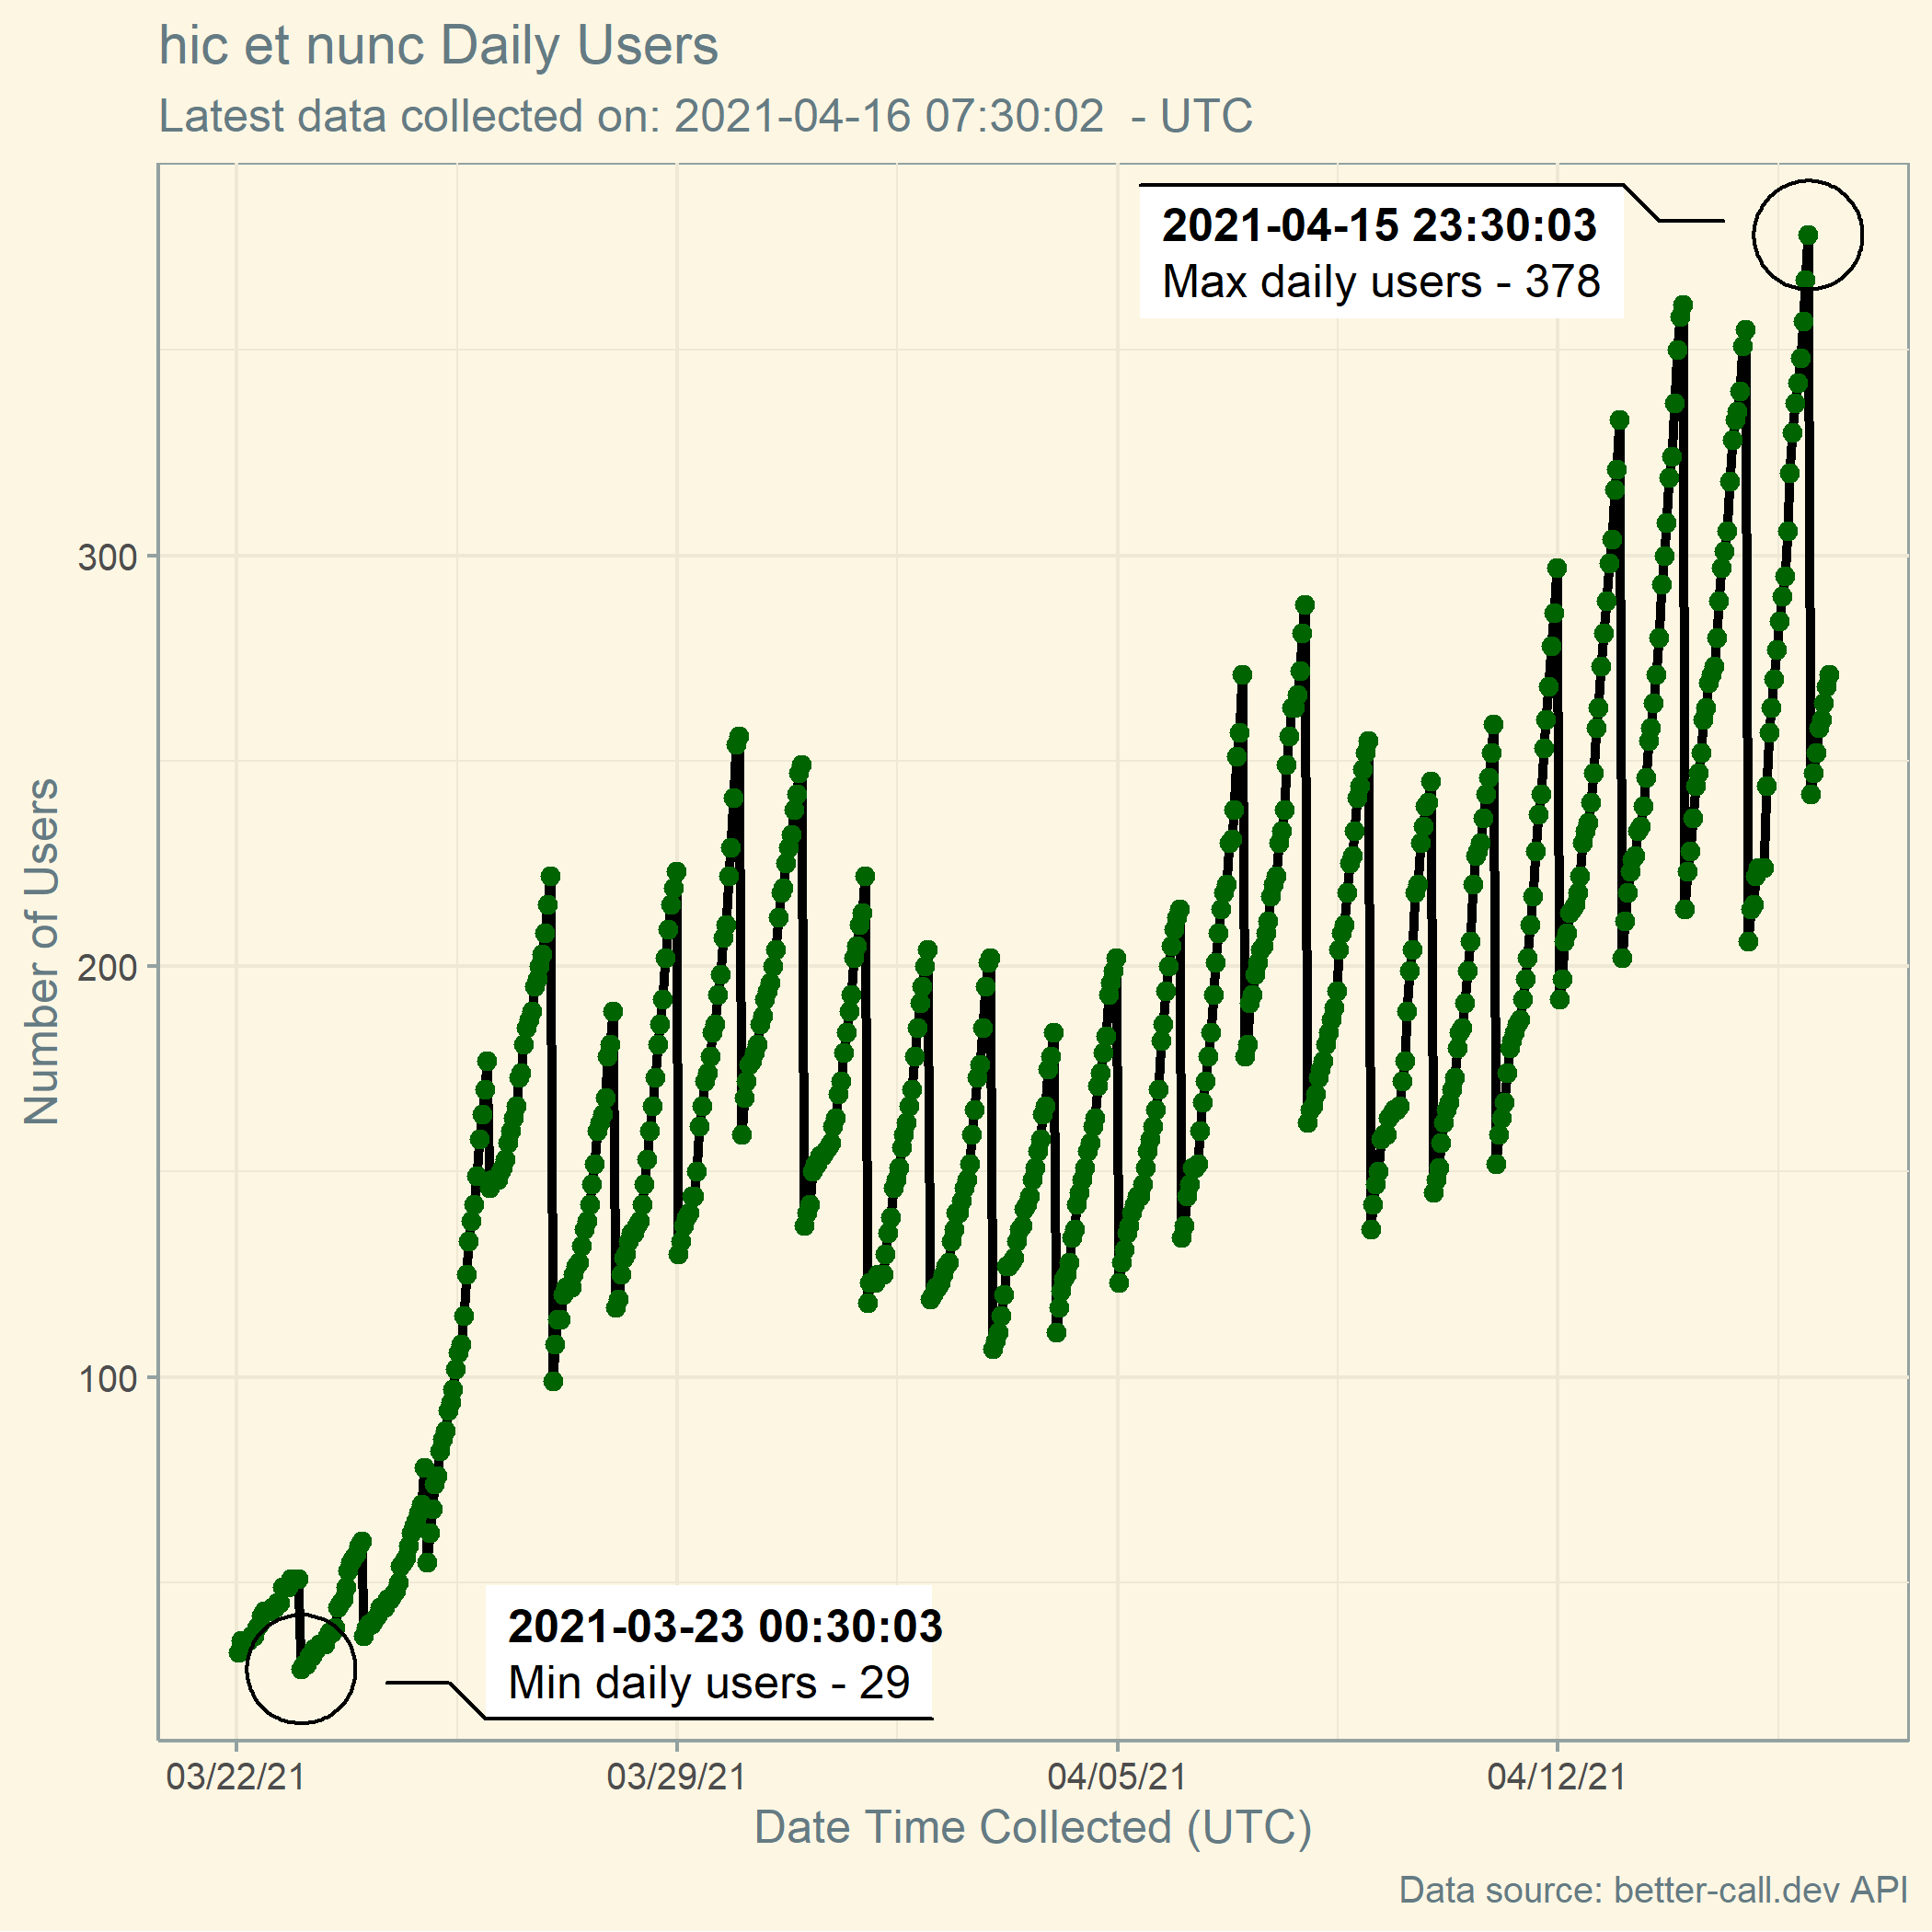 hic et nunc Daily Users
Latest data collected on: 2021-04-16 07:30:02  - UTC
2021-04-15 23:30:03
Max daily users - 378
300
200
100
Number of Users
2021-03-23 00:30:03
Min daily users - 29
03/22/21 03/29/21 04/05/21 04/12/21
Date Time Collected (UTC)
Data source: better-call.dev API